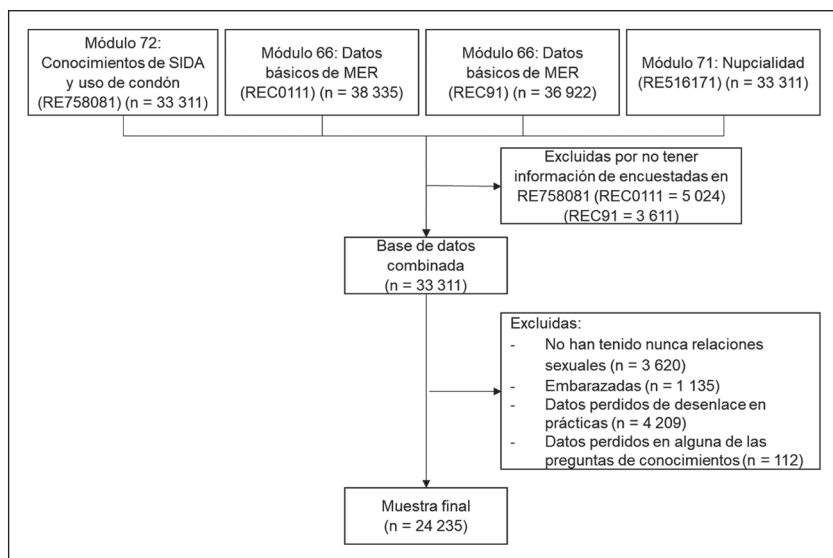 Módulo 72:
Conocimientos de SIDA
y uso de condón
(RE758081) (n = 33 311)
Módulo 66: Datos
básicos de MER
(REC0111) (n = 38 335)
Módulo 66: Datos
básicos de MER
(REC91) (n = 36 922)
Módulo 71: Nupcialidad
(RE516171) (n = 33 311)
Excluidas por no tener
información de encuestadas en
RE758081 (REC0111 = 5 024)
(REC91 = 3 611)
Base de datos
combinada
(n = 33 311)
Excluidas:
- No han tenido nunca relaciones
sexuales (n = 3 620)
- Embarazadas (n = 1 135)
- Datos perdidos de desenlace en
prácticas (n = 4 209)
- Datos perdidos en alguna de las
preguntas de conocimientos (n = 112)
Muestra final
(n = 24 235)